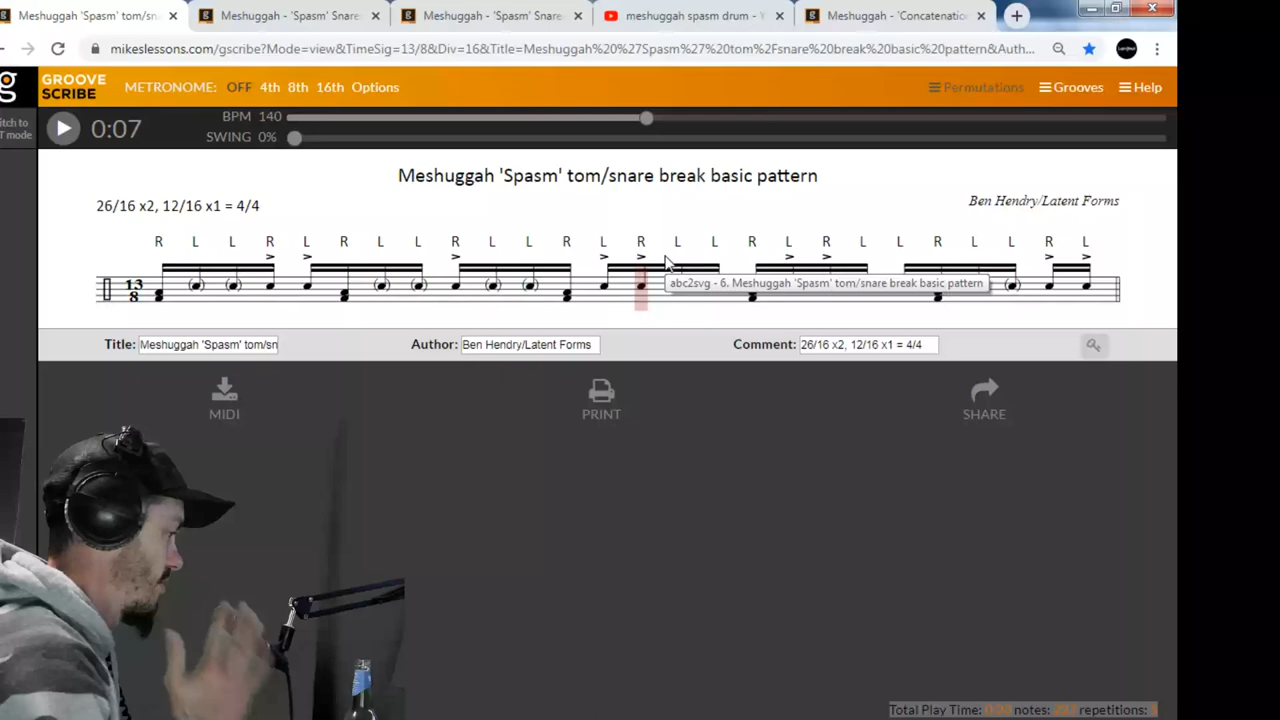 Meshuggah 'Spasm' tom/sn
Meshuggah - 'Spasm' Snare
Meshuggah - 'Spasm' Snare
meshuggah spasm drum - Y
Meshuggah - 'Concatenatio
mikeslessons.com/gscribe?Mode=view&TimeSig=13/8&Div=16&Title=Meshuggah%20%27Spasm%27%20tom%2Fsnare%20break%20basic%20pattern&Auth...
GROOVE SCRIBE METRONOME: OFF 4th 8th 16th Options Permutations Grooves Help
itch to
T mode
0:07
BPM 140
SWING 0%
Meshuggah 'Spasm' tom/snare break basic pattern
26/16 x2, 12/16 x1 = 4/4
Ben Hendry/Latent Forms
R L L R L R L L L R L L R L R L L R L R L L R L L R L
13
8
abc2svg - 6. Meshuggah 'Spasm' tom/snare break basic pattern
Title: Meshuggah 'Spasm' tom/sn Author: Ben Hendry/Latent Forms Comment: 26/16 x2, 12/16 x1 = 4/4
MIDI PRINT SHARE
Total Play Time: notes: repetitions: